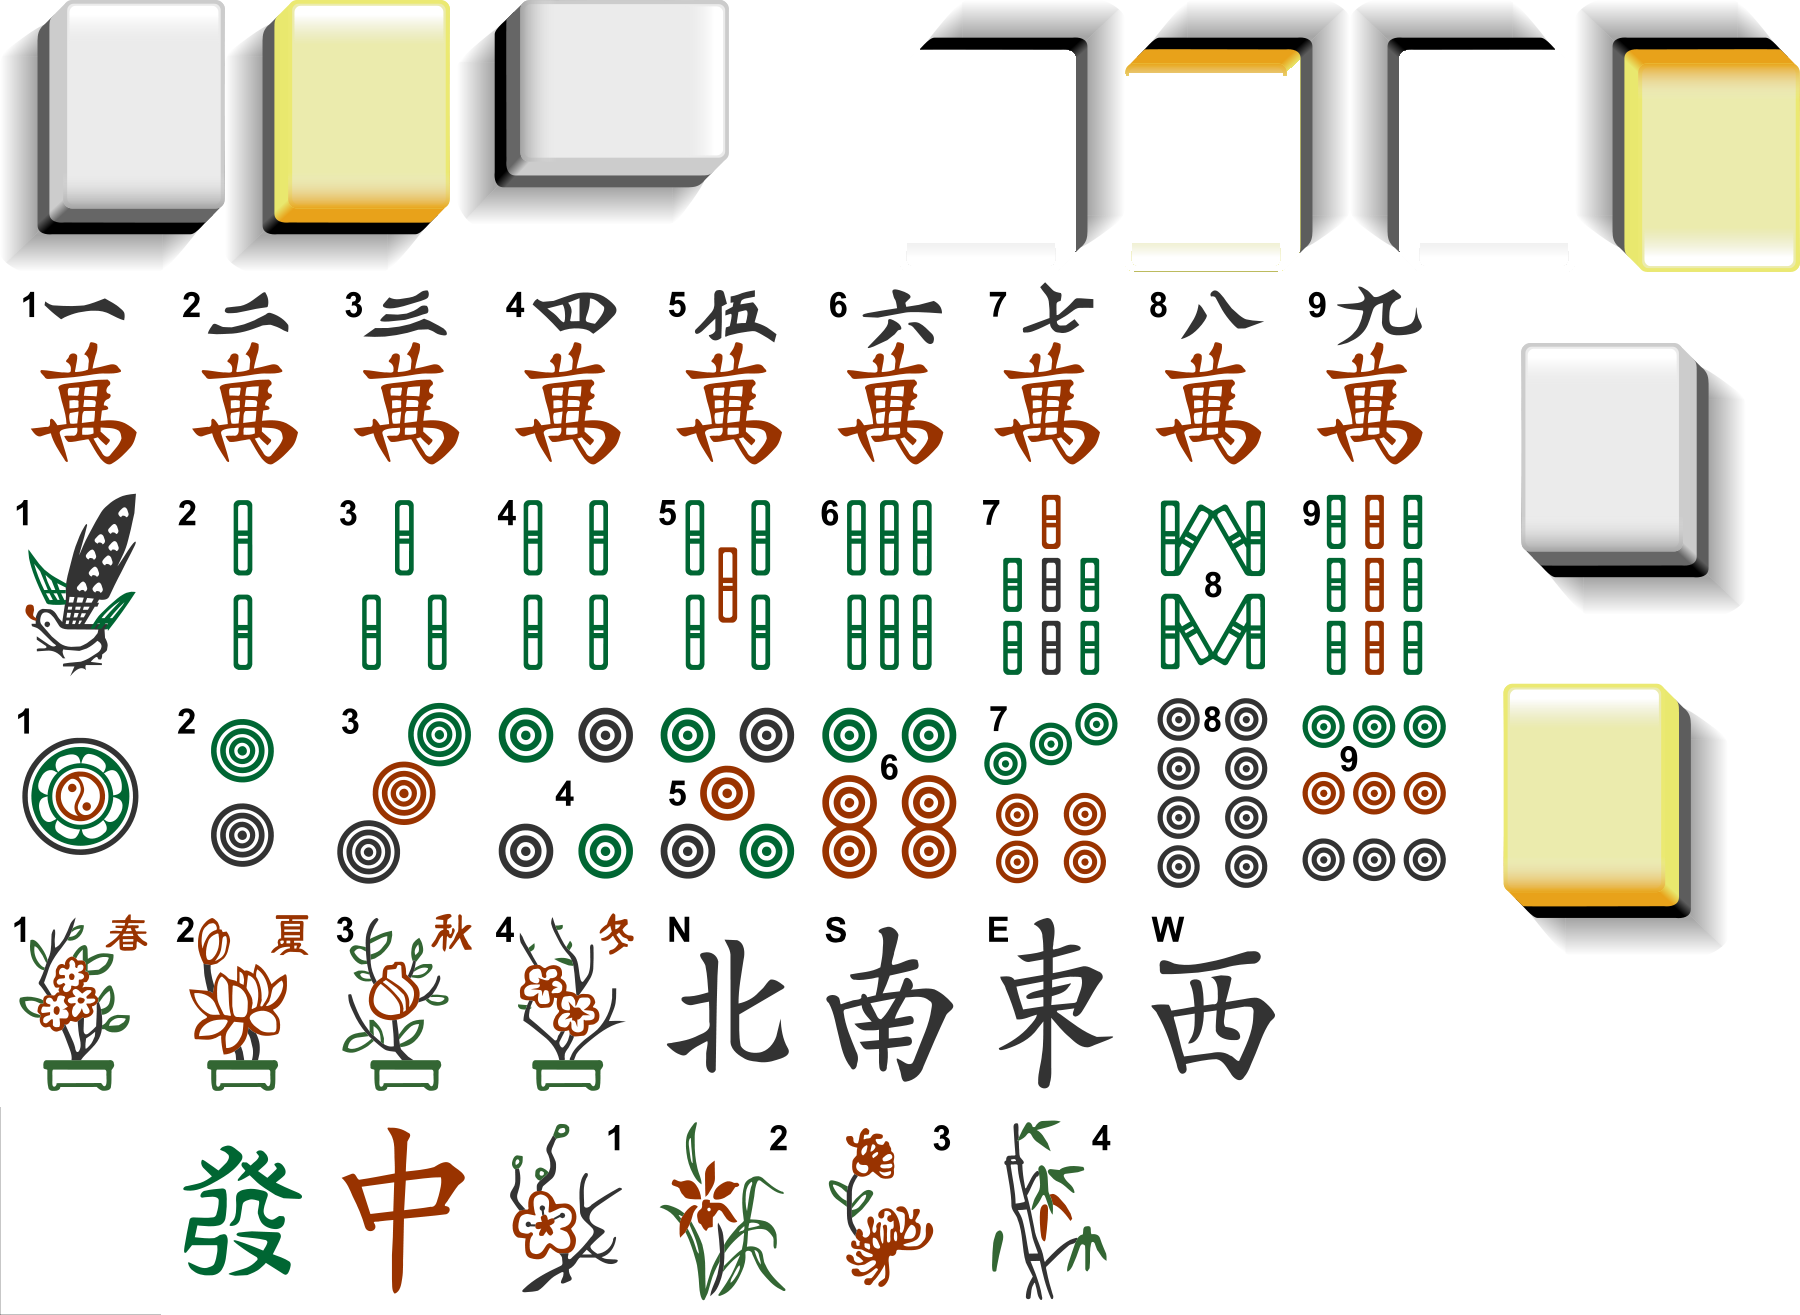 1 一 2 二 3 三 4 四 5 伍 6 六 7 七 8 八 9 九
萬 萬 萬 萬 萬 萬 萬 萬 萬
1 2 3 4 5 6 7 8 9
1 2 3 4 5 6 7 8 9
1 春 2 夏 3 秋 4 冬 N 北 S 南 E 東 W 西
發 中 1 2 3 4